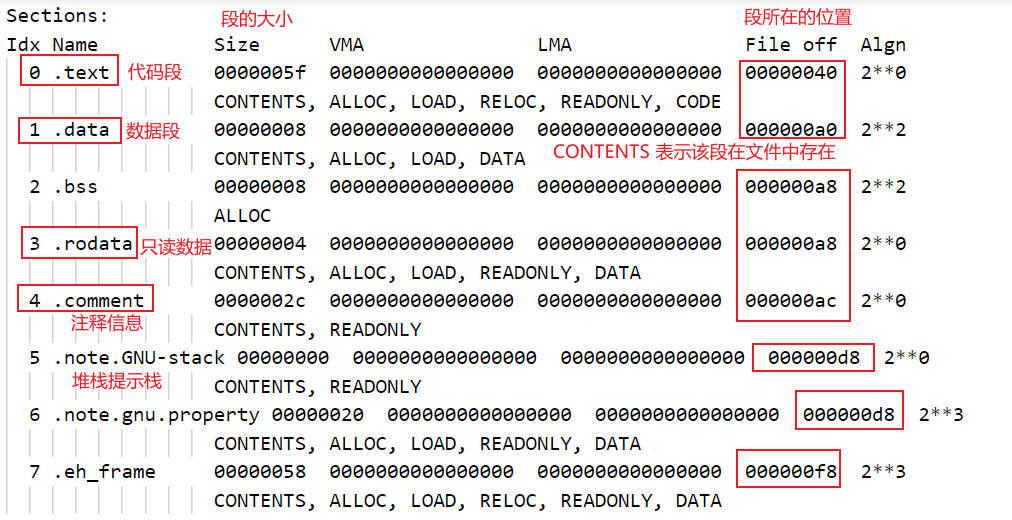 Sections: 段的大小 段所在的位置
Idx Name Size VMA LMA File off Algn
0 .text 代码段 0000005f 0000000000000000 0000000000000000 00000040 2**0
CONTENTS, ALLOC, LOAD, RELOC, READONLY, CODE
1 .data 数据段 00000008 0000000000000000 0000000000000000 000000a0 2**2
CONTENTS, ALLOC, LOAD, DATA CONTENTS 表示该段在文件中存在
2 .bss 00000008 0000000000000000 0000000000000000 000000a8 2**2
ALLOC
3 .rodata 只读数据 00000004 0000000000000000 0000000000000000 000000a8 2**0
CONTENTS, ALLOC, LOAD, READONLY, DATA
4 .comment 0000002c 0000000000000000 0000000000000000 000000ac 2**0
注释信息 CONTENTS, READONLY
5 .note.GNU-stack 00000000 0000000000000000 0000000000000000 000000d8 2**0
堆栈提示栈 CONTENTS, READONLY
6 .note.gnu.property 00000020 0000000000000000 0000000000000000 000000d8 2**3
CONTENTS, ALLOC, LOAD, READONLY, DATA
7 .eh_frame 00000058 0000000000000000 0000000000000000 000000f8 2**3
CONTENTS, ALLOC, LOAD, RELOC, READONLY, DATA